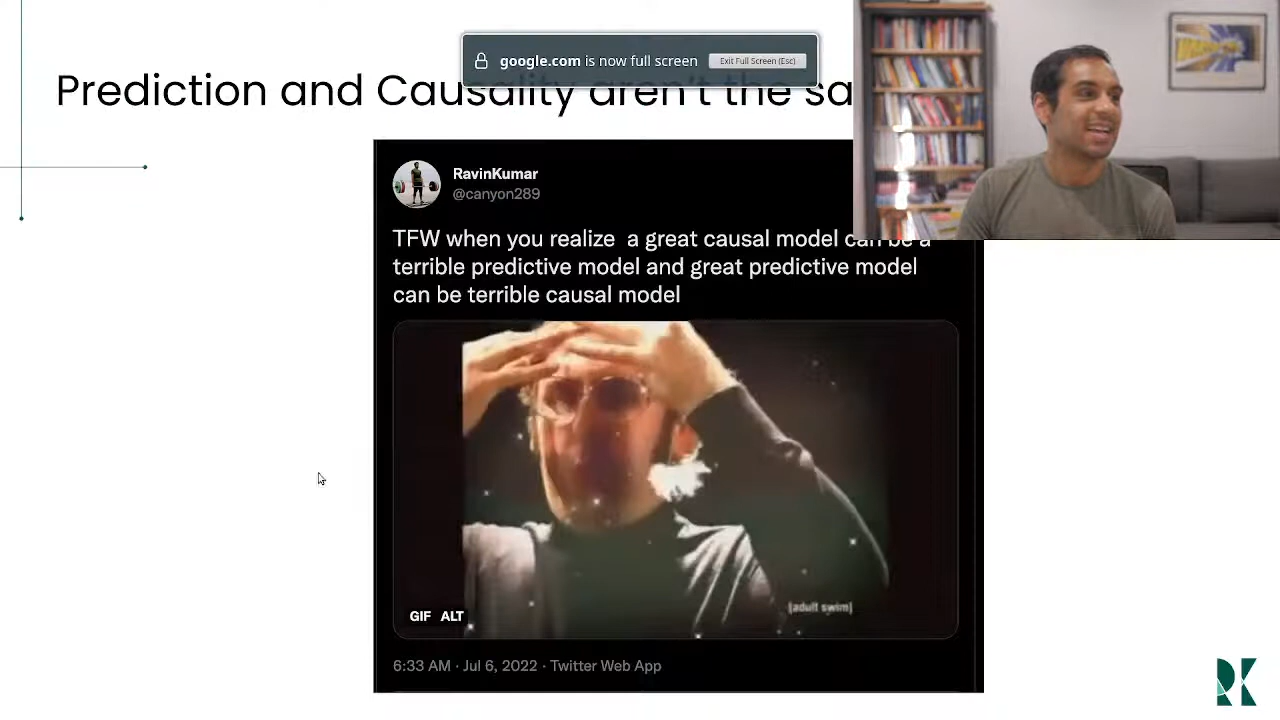 google.com is now full screen Exit Full Screen (Esc)
Prediction and Causality aren't the sa
RavinKumar
@canyon289
TFW when you realize a great causal model can be a
terrible predictive model and great predictive model
can be terrible causal model
[adult swim]
GIF ALT
6:33 AM · Jul 6, 2022 · Twitter Web App
RK